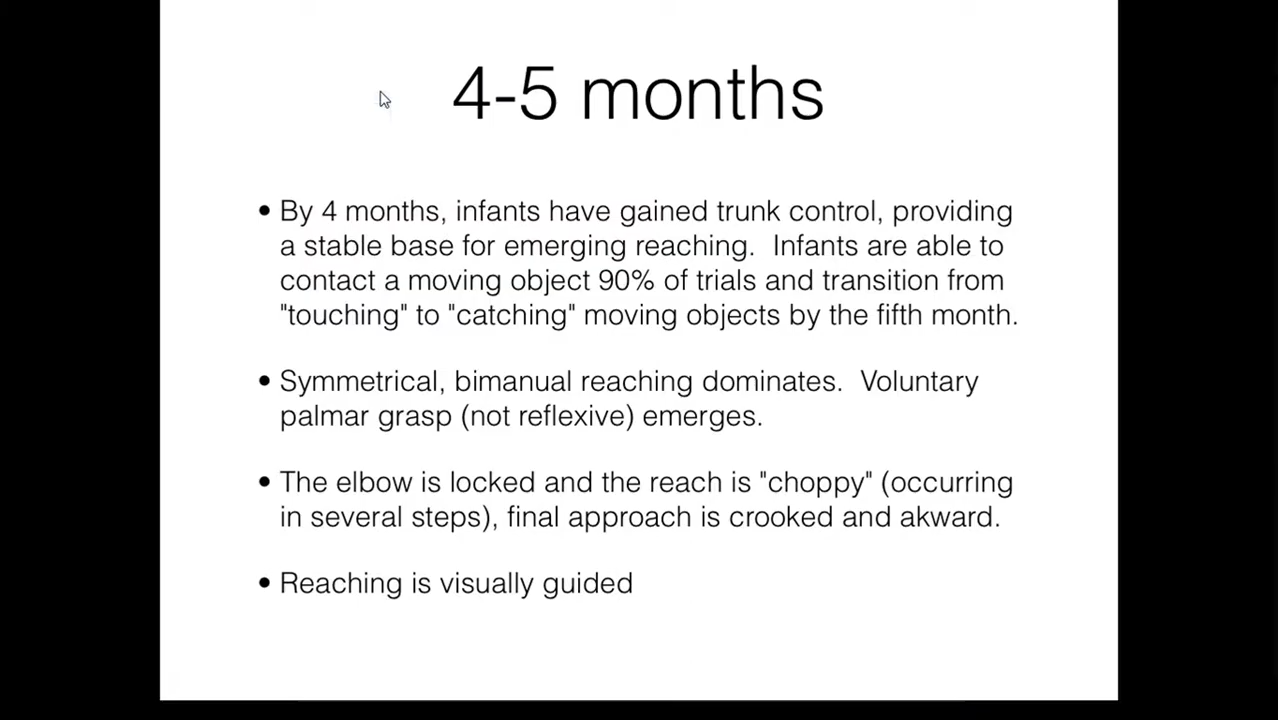 4-5 months
• By 4 months, infants have gained trunk control, providing
a stable base for emerging reaching.  Infants are able to
contact a moving object 90% of trials and transition from
"touching" to "catching" moving objects by the fifth month.
• Symmetrical, bimanual reaching dominates.  Voluntary
palmar grasp (not reflexive) emerges.
• The elbow is locked and the reach is "choppy" (occurring
in several steps), final approach is crooked and akward.
• Reaching is visually guided